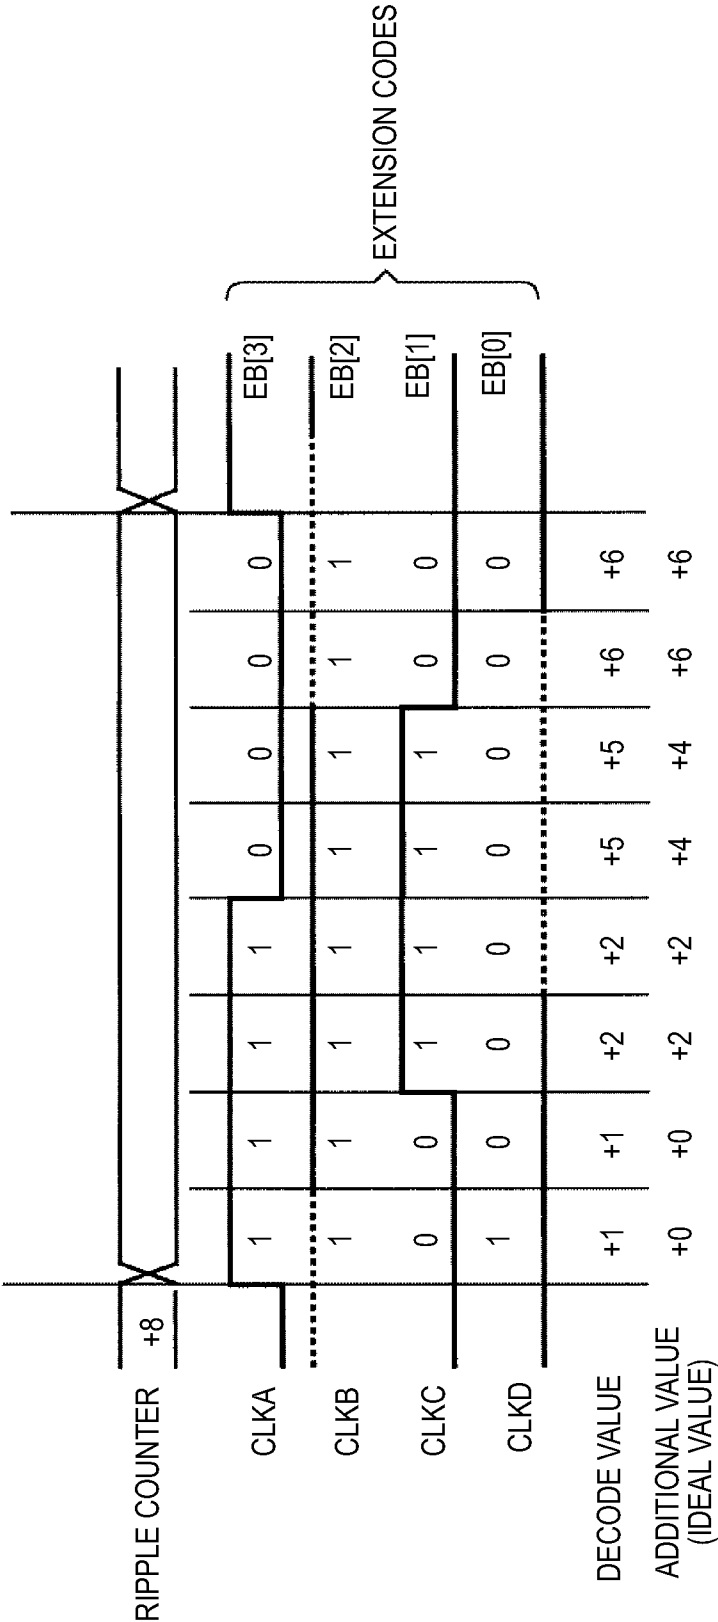 RIPPLE COUNTER +8
CLKA 1 1 1 1 0 0 0 0 EB[3]
CLKB 1 1 1 1 1 1 1 1 EB[2]
CLKC 0 0 1 1 1 1 0 0 EB[1]
CLKD 1 0 0 0 0 0 0 0 EB[0]
EXTENSION CODES
DECODE VALUE +1 +1 +2 +2 +5 +5 +6 +6
ADDITIONAL VALUE +0 +0 +2 +2 +4 +4 +6 +6
(IDEAL VALUE)